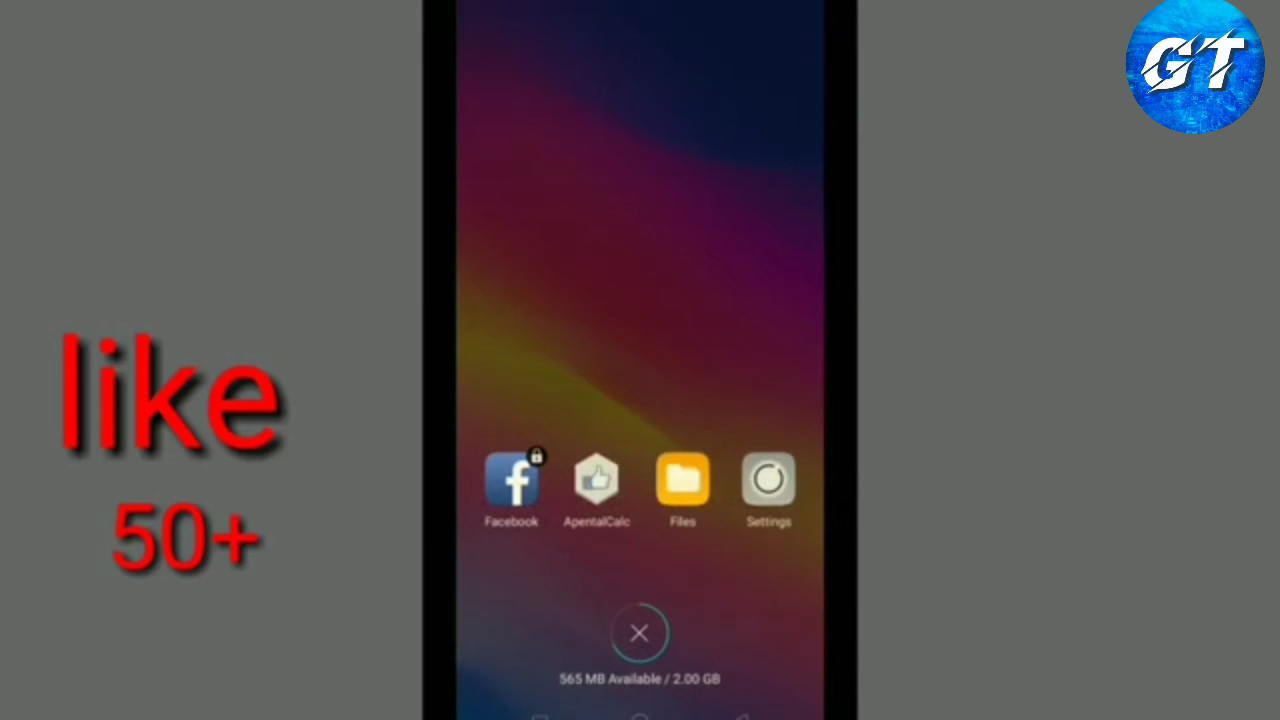 GT
like
50+
Facebook
ApentalCalc
Files
Settings
565 MB Available / 2.00 GB